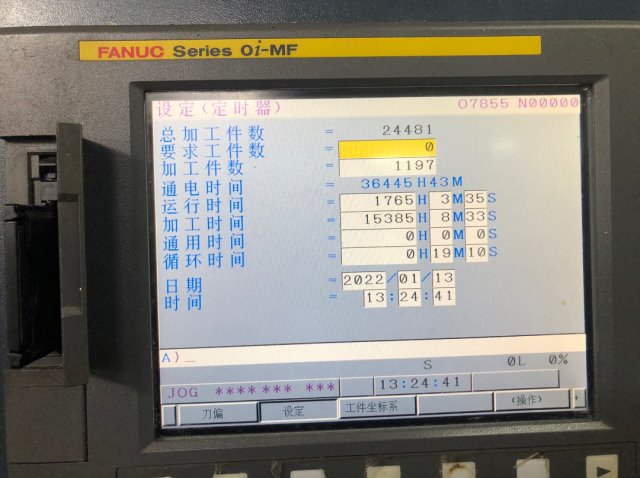 FANUC Series 0i-MF
设定(定时器) O7855 N00000
总加工件数 = 24481
要求工件数 = 0
加工件数 = 1197
通电时间 = 36445H43M
运行时间 = 1765H 3M35S
加工时间 = 15385H 8M33S
通用时间 = 0H 0M 0S
循环时间 = 0H19M10S
日期 = 2022/01/13
时间 = 13:24:41
A)_
S 0L 0%
JOG **** *** *** 13:24:41
刀偏 设定 工件坐标系 (操作) +